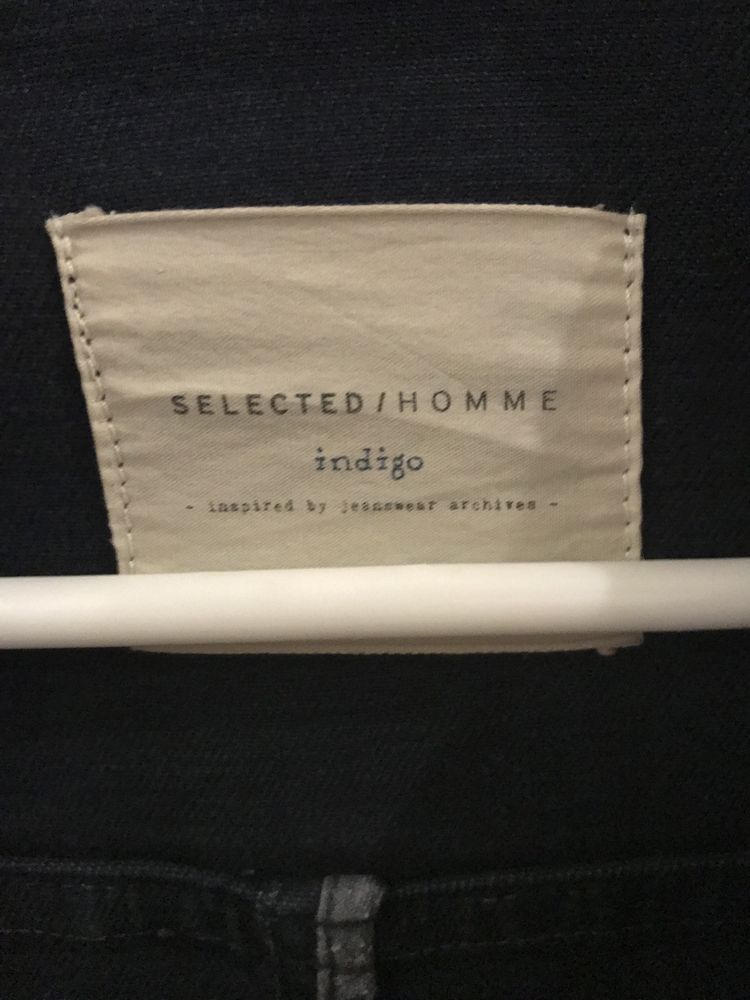 SELECTED/HOMME
indigo
- inspired by jeanswear archives -